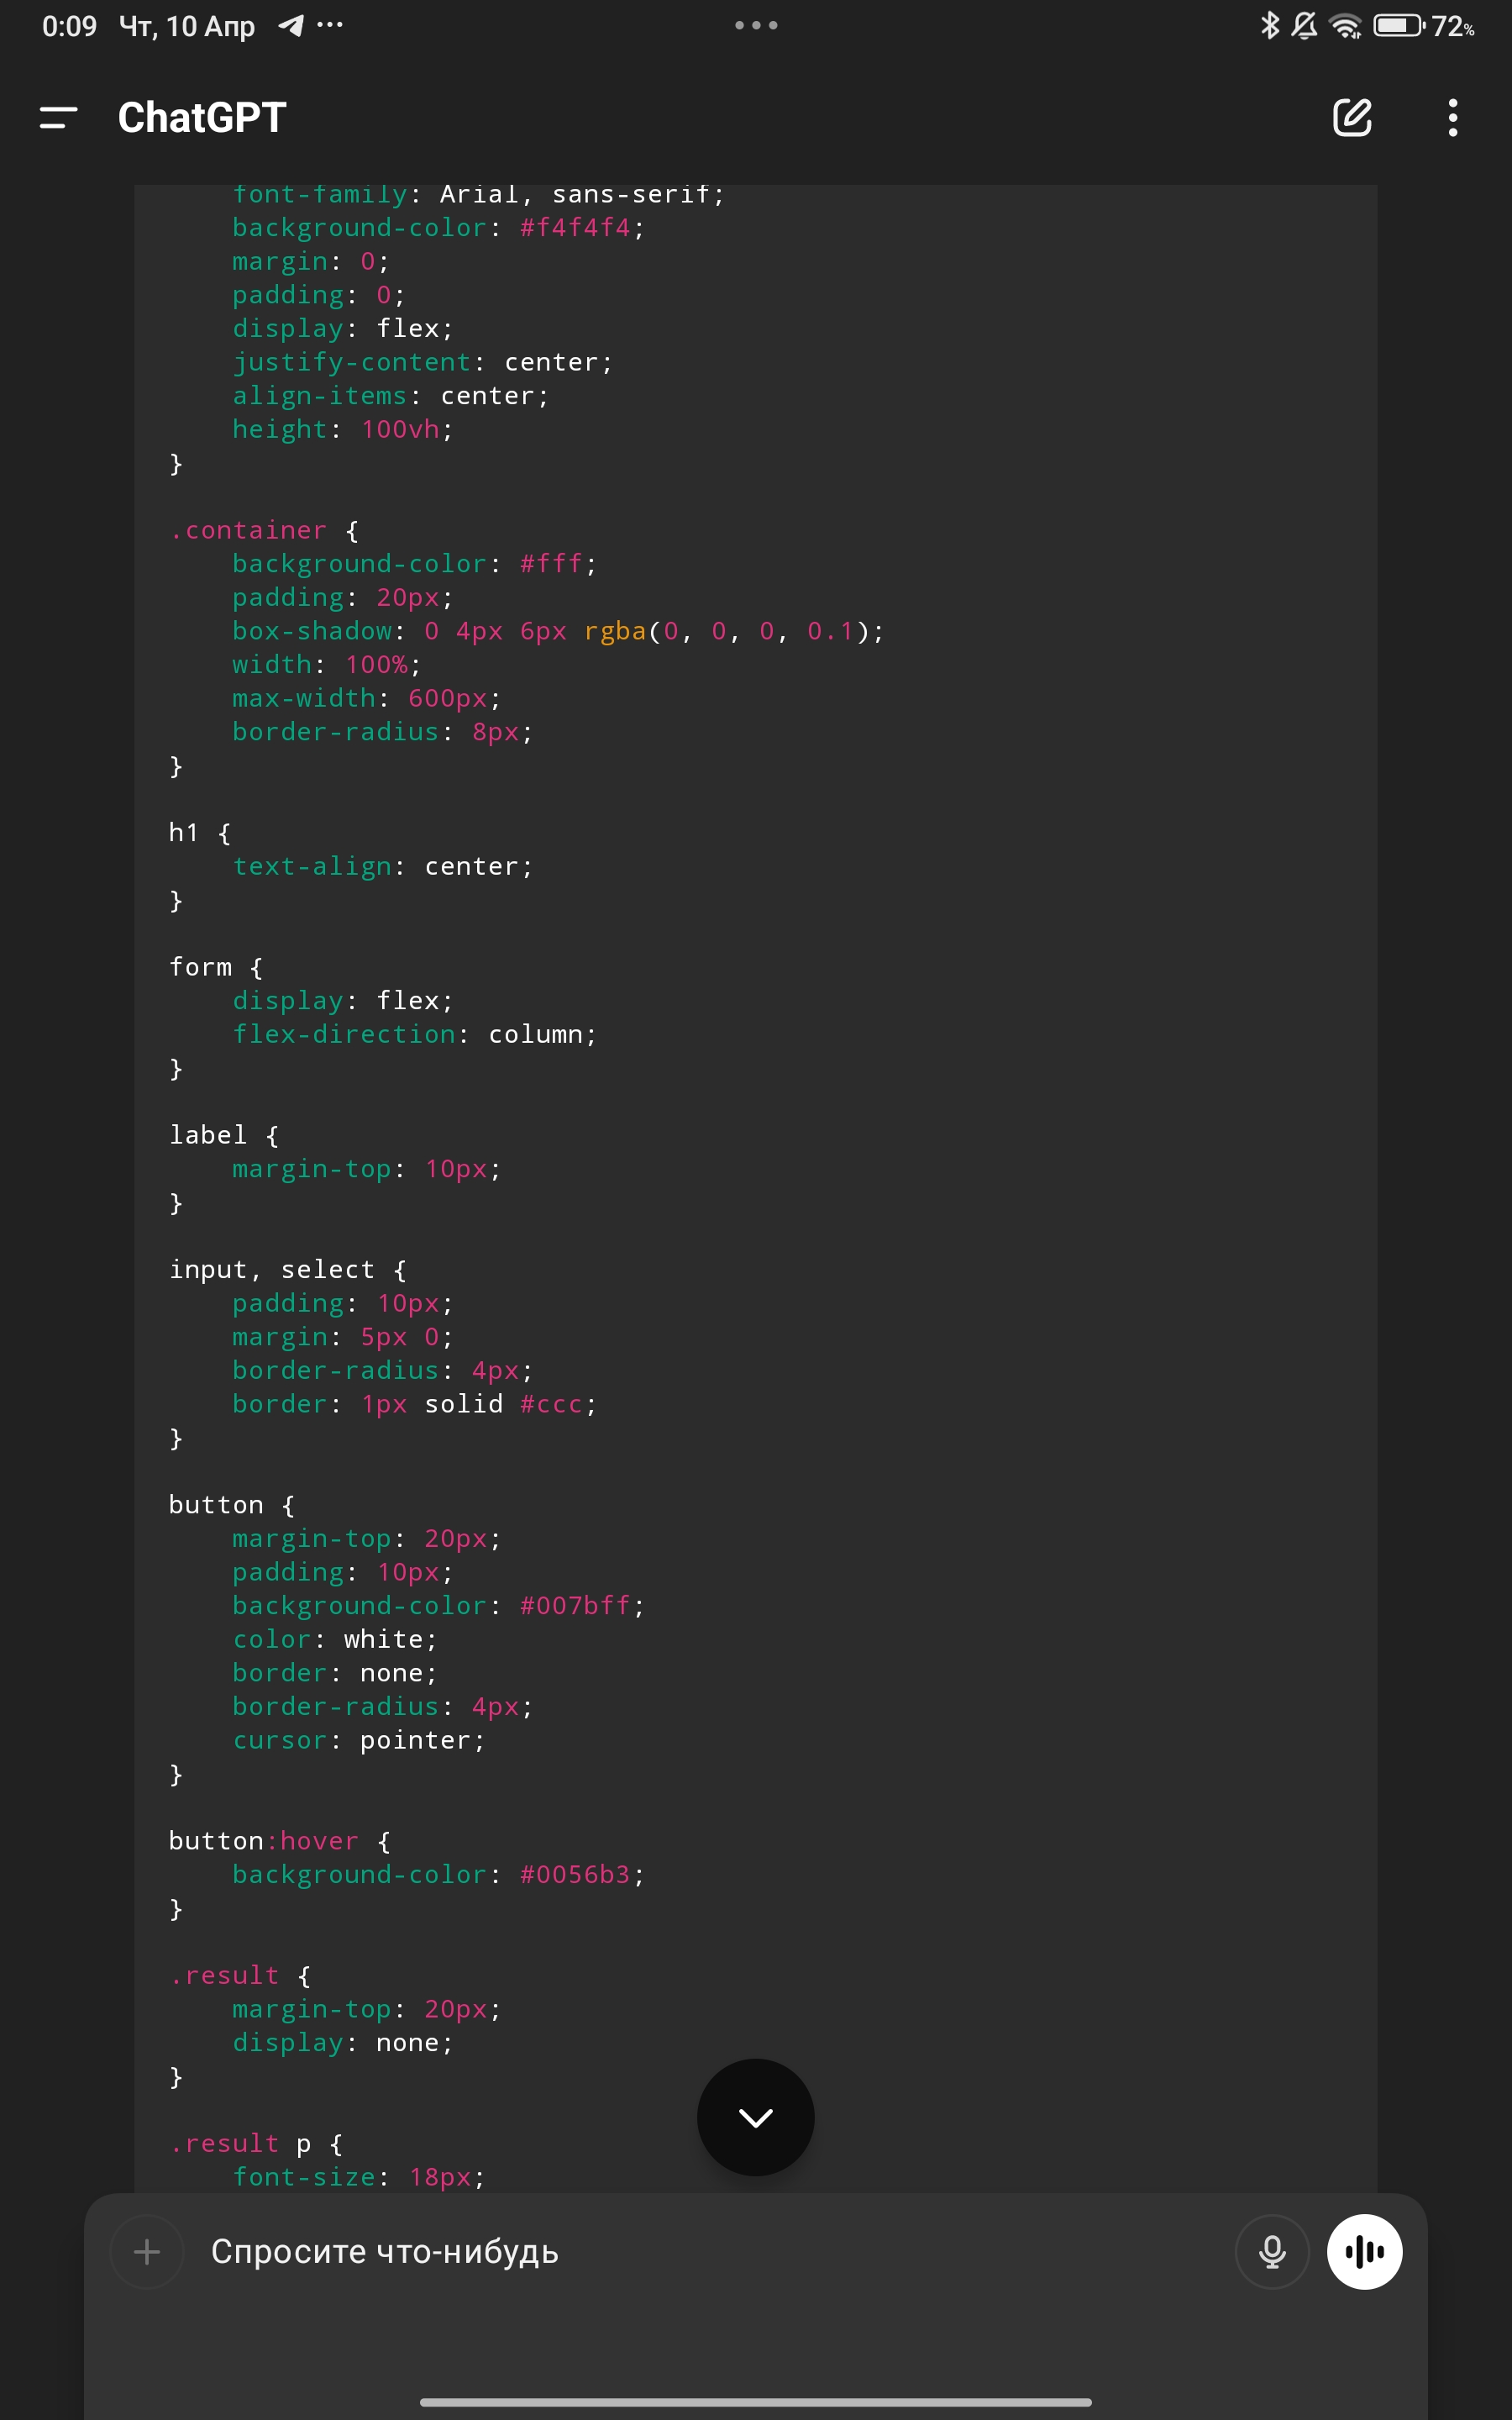 0:09 Чт, 10 Апр
72%
ChatGPT
font-family: Arial, sans-serif;
background-color: #f4f4f4;
margin: 0;
padding: 0;
display: flex;
justify-content: center;
align-items: center;
height: 100vh;
}
.container {
background-color: #fff;
padding: 20px;
box-shadow: 0 4px 6px rgba(0, 0, 0, 0.1);
width: 100%;
max-width: 600px;
border-radius: 8px;
}
h1 {
text-align: center;
}
form {
display: flex;
flex-direction: column;
}
label {
margin-top: 10px;
}
input, select {
padding: 10px;
margin: 5px 0;
border-radius: 4px;
border: 1px solid #ccc;
}
button {
margin-top: 20px;
padding: 10px;
background-color: #007bff;
color: white;
border: none;
border-radius: 4px;
cursor: pointer;
}
button:hover {
background-color: #0056b3;
}
.result {
margin-top: 20px;
display: none;
}
.result p {
font-size: 18px;
Спросите что-нибудь